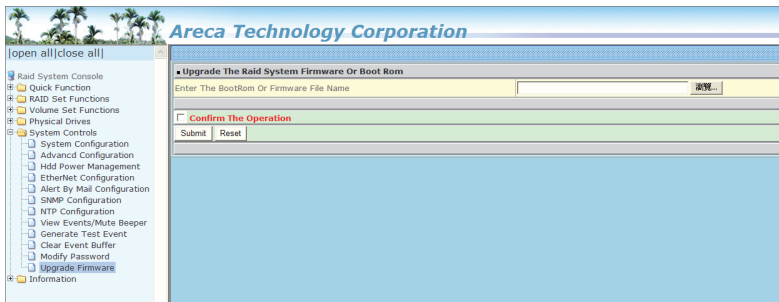 Areca Technology Corporation
|open all|close all|
Raid System Console
Quick Function
RAID Set Functions
Volume Set Functions
Physical Drives
System Controls
System Configuration
Advancd Configuration
Hdd Power Management
EtherNet Configuration
Alert By Mail Configuration
SNMP Configuration
NTP Configuration
View Events/Mute Beeper
Generate Test Event
Clear Event Buffer
Modify Password
Upgrade Firmware
Information
Upgrade The Raid System Firmware Or Boot Rom
Enter The BootRom Or Firmware File Name
瀏覽...
Confirm The Operation
Submit Reset